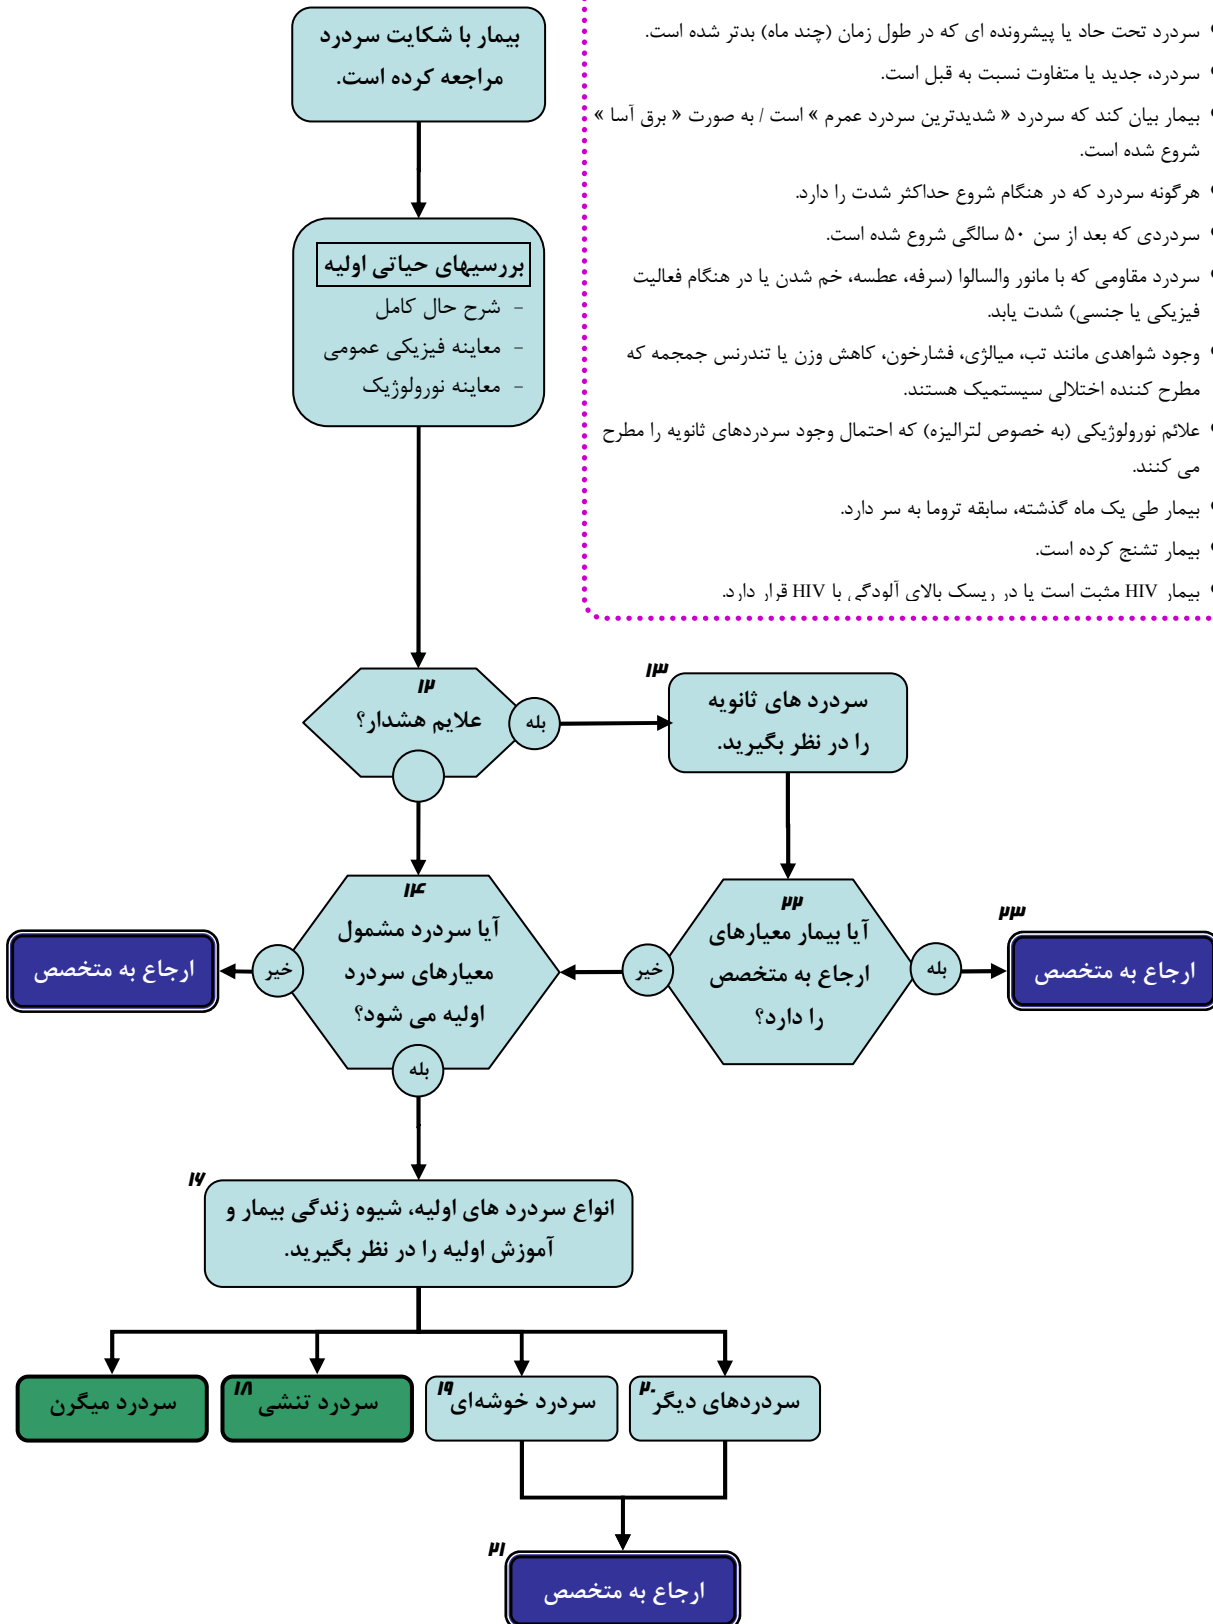 بیمار با شکایت سردرد
مراجعه کرده است.
بررسیهای حیاتی اولیه
- شرح حال کامل
- معاینه فیزیکی عمومی
- معاینه نورولوژیک
• سردرد تحت حاد یا پیشرونده ای که در طول زمان (چند ماه) بدتر شده است.
• سردرد، جدید یا متفاوت نسبت به قبل است.
• بیمار بیان کند که سردرد « شدیدترین سردرد عمرم » است / به صورت « برق آسا »
شروع شده است.
• هرگونه سردرد که در هنگام شروع حداکثر شدت را دارد.
• سردردی که بعد از سن ۵۰ سالگی شروع شده است.
• سردرد مقاومی که با مانور والسالوا (سرفه، عطسه، خم شدن یا در هنگام فعالیت
فیزیکی یا جنسی) شدت یابد.
• وجود شواهدی مانند تب، میالژی، فشارخون، کاهش وزن یا تندرنس جمجمه که
مطرح کننده اختلالی سیستمیک هستند.
• علائم نورولوژیکی (به خصوص لترالیزه) که احتمال وجود سردردهای ثانویه را مطرح
می کنند.
• بیمار طی یک ماه گذشته، سابقه تروما به سر دارد.
• بیمار تشنج کرده است.
• بیمار HIV مثبت است یا در ریسک بالای آلودگی با HIV قرار دارد.
۱۲
علایم هشدار؟
بله
۱۳
سردرد های ثانویه
را در نظر بگیرید.
۲۲
آیا بیمار معیارهای
ارجاع به متخصص
را دارد؟
بله
خیر
۲۳
ارجاع به متخصص
۱۴
آیا سردرد مشمول
معیارهای سردرد
اولیه می شود؟
خیر
بله
ارجاع به متخصص
۱۶
انواع سردرد های اولیه، شیوه زندگی بیمار و
آموزش اولیه را در نظر بگیرید.
۲۰
سردردهای دیگر
۱۹
سردرد خوشه‌ای
۱۸
سردرد تنشی
سردرد میگرن
۲۱
ارجاع به متخصص